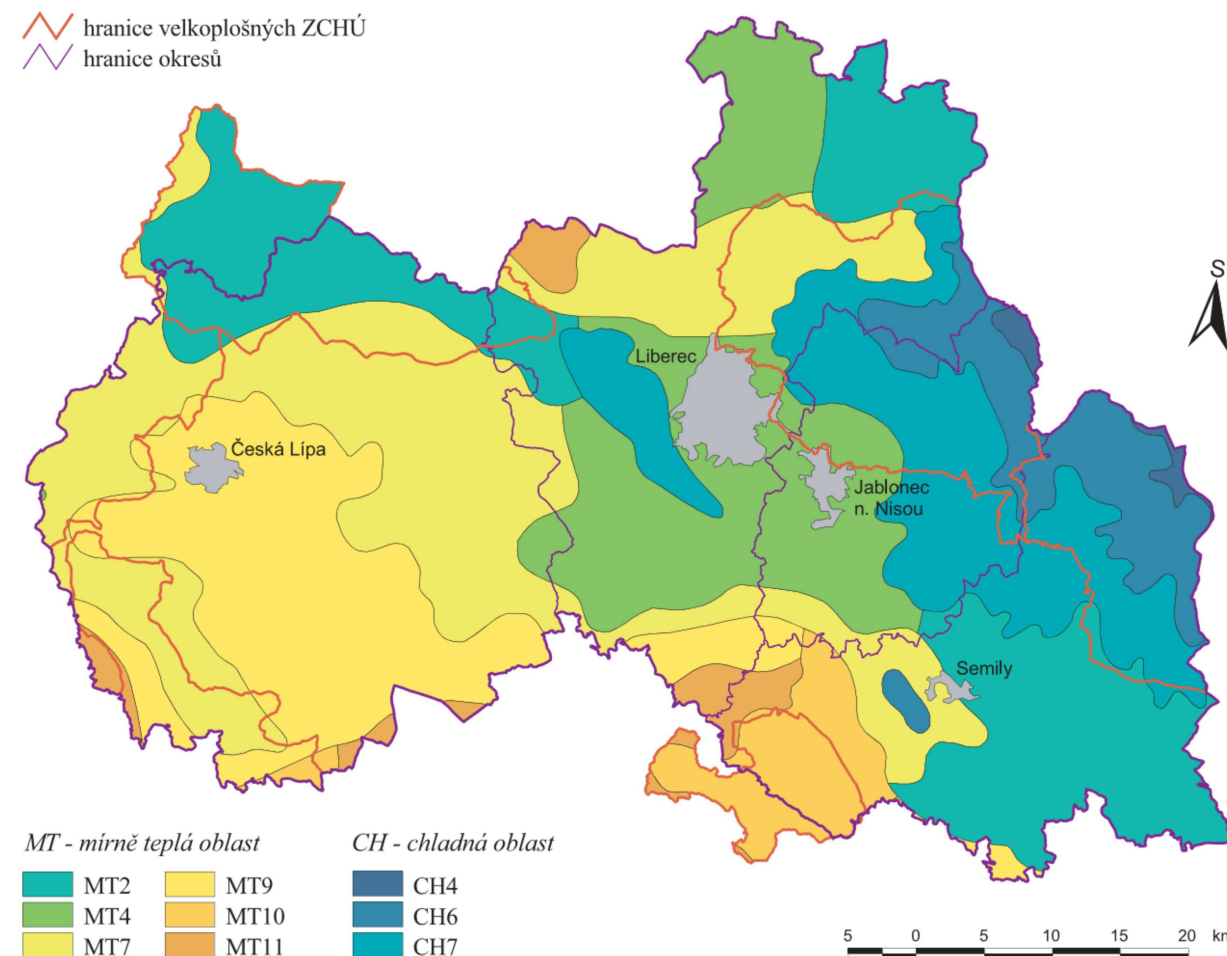 hranice velkoplošných ZCHÚ
hranice okresů
S
Liberec
Česká Lípa
Jablonec
n. Nisou
Semily
MT - mírně teplá oblast
CH - chladná oblast
MT2
MT9
CH4
MT4
MT10
CH6
MT7
MT11
CH7
5 0 5 10 15 20 km